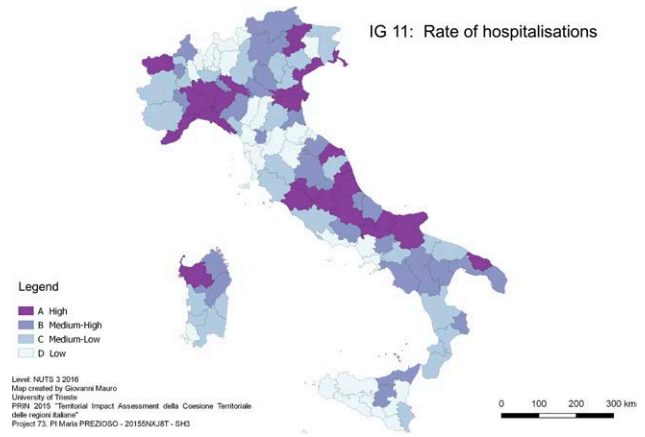 IG 11: Rate of hospitalisations
Legend
A High
B Medium-High
C Medium-Low
D Low
Level: NUTS 3 2016
Map created by Giovanni Mauro
University of Trieste
PRIN 2015 "Territorial Impact Assessment della Coesione Territoriale
delle regioni italiane"
Project 73. PI Maria PREZIOSO - 20155NXJ8T - SH3
0 100 200 300 km